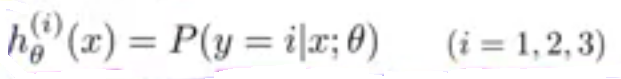 h_θ^{(i)}(x) = P(y = i|x; θ) (i = 1, 2, 3)